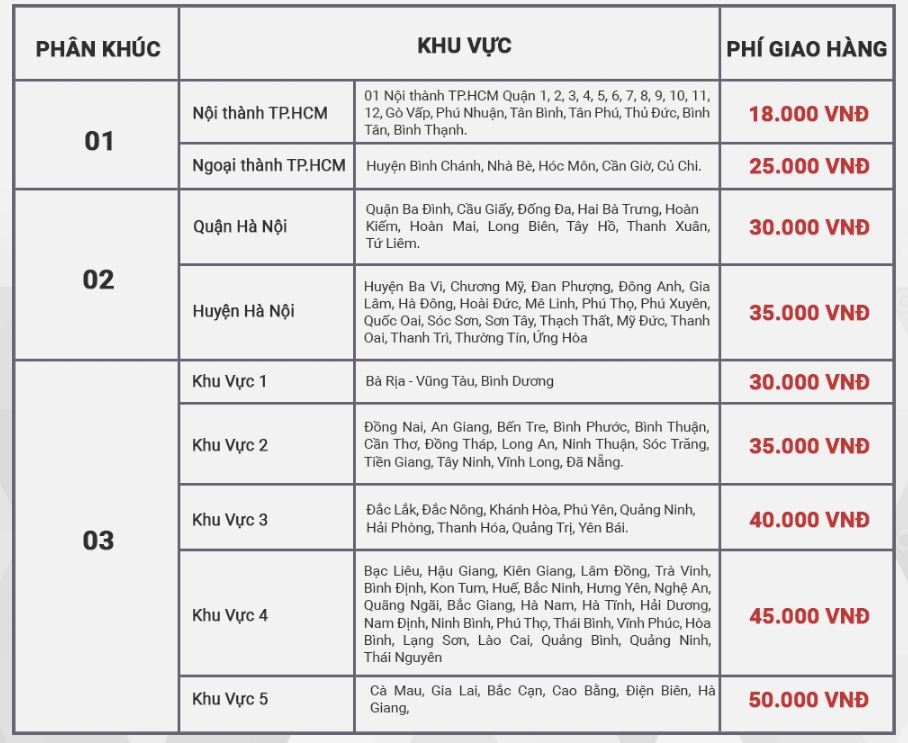 PHÂN KHÚC
KHU VỰC
PHÍ GIAO HÀNG
01
Nội thành TP.HCM
01 Nội thành TP.HCM Quận 1, 2, 3, 4, 5, 6, 7, 8, 9, 10, 11,
12, Gò Vấp, Phú Nhuận, Tân Bình, Tân Phú, Thủ Đức, Bình
Tân, Bình Thạnh.
18.000 VNĐ
Ngoại thành TP.HCM
Huyện Bình Chánh, Nhà Bè, Hóc Môn, Cần Giờ, Củ Chi.
25.000 VNĐ
02
Quận Hà Nội
Quận Ba Đình, Cầu Giấy, Đống Đa, Hai Bà Trưng, Hoàn
Kiếm, Hoàn Mai, Long Biên, Tây Hồ, Thanh Xuân,
Từ Liêm.
30.000 VNĐ
Huyện Hà Nội
Huyện Ba Vì, Chương Mỹ, Đan Phượng, Đông Anh, Gia
Lâm, Hà Đông, Hoài Đức, Mê Linh, Phú Thọ, Phú Xuyên,
Quốc Oai, Sóc Sơn, Sơn Tây, Thạch Thất, Mỹ Đức, Thanh
Oai, Thanh Trì, Thường Tín, Ứng Hòa
35.000 VNĐ
03
Khu Vực 1
Bà Rịa - Vũng Tàu, Bình Dương
30.000 VNĐ
Khu Vực 2
Đồng Nai, An Giang, Bến Tre, Bình Phước, Bình Thuận,
Cần Thơ, Đồng Tháp, Long An, Ninh Thuận, Sóc Trăng,
Tiền Giang, Tây Ninh, Vĩnh Long, Đã Nẵng.
35.000 VNĐ
Khu Vực 3
Đắc Lắk, Đắc Nông, Khánh Hòa, Phú Yên, Quảng Ninh,
Hải Phòng, Thanh Hóa, Quảng Trị, Yên Bái.
40.000 VNĐ
Khu Vực 4
Bạc Liêu, Hậu Giang, Kiên Giang, Lâm Đồng, Trà Vinh,
Bình Định, Kon Tum, Huế, Bắc Ninh, Hưng Yên, Nghệ An,
Quãng Ngãi, Bắc Giang, Hà Nam, Hà Tĩnh, Hải Dương,
Nam Định, Ninh Bình, Phú Thọ, Thái Bình, Vĩnh Phúc, Hòa
Bình, Lạng Sơn, Lào Cai, Quảng Bình, Quảng Ninh,
Thái Nguyên
45.000 VNĐ
Khu Vực 5
Cà Mau, Gia Lai, Bắc Cạn, Cao Bằng, Điện Biên, Hà
Giang,
50.000 VNĐ